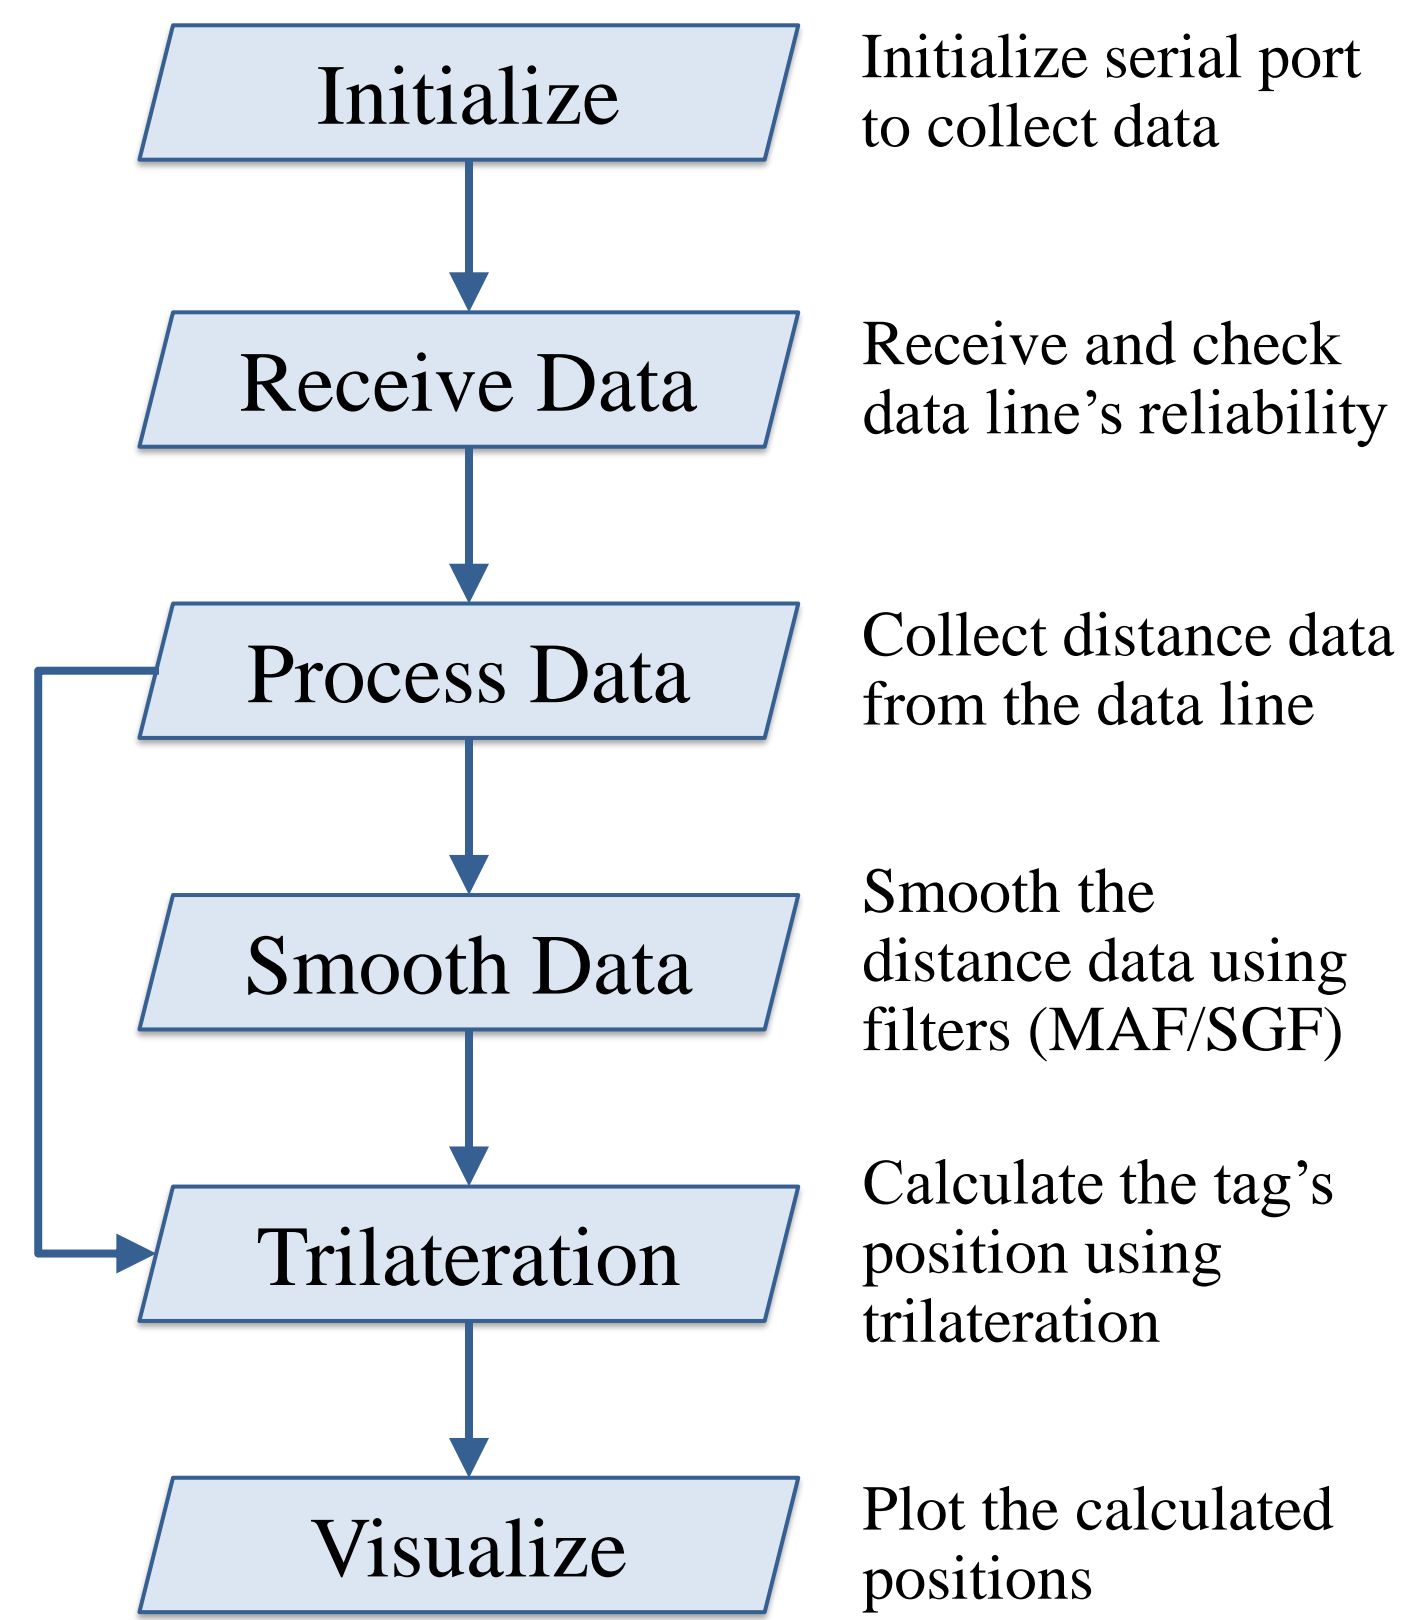 Initialize
Initialize serial port
to collect data
Receive Data
Receive and check
data line’s reliability
Process Data
Collect distance data
from the data line
Smooth Data
Smooth the
distance data using
filters (MAF/SGF)
Trilateration
Calculate the tag’s
position using
trilateration
Visualize
Plot the calculated
positions